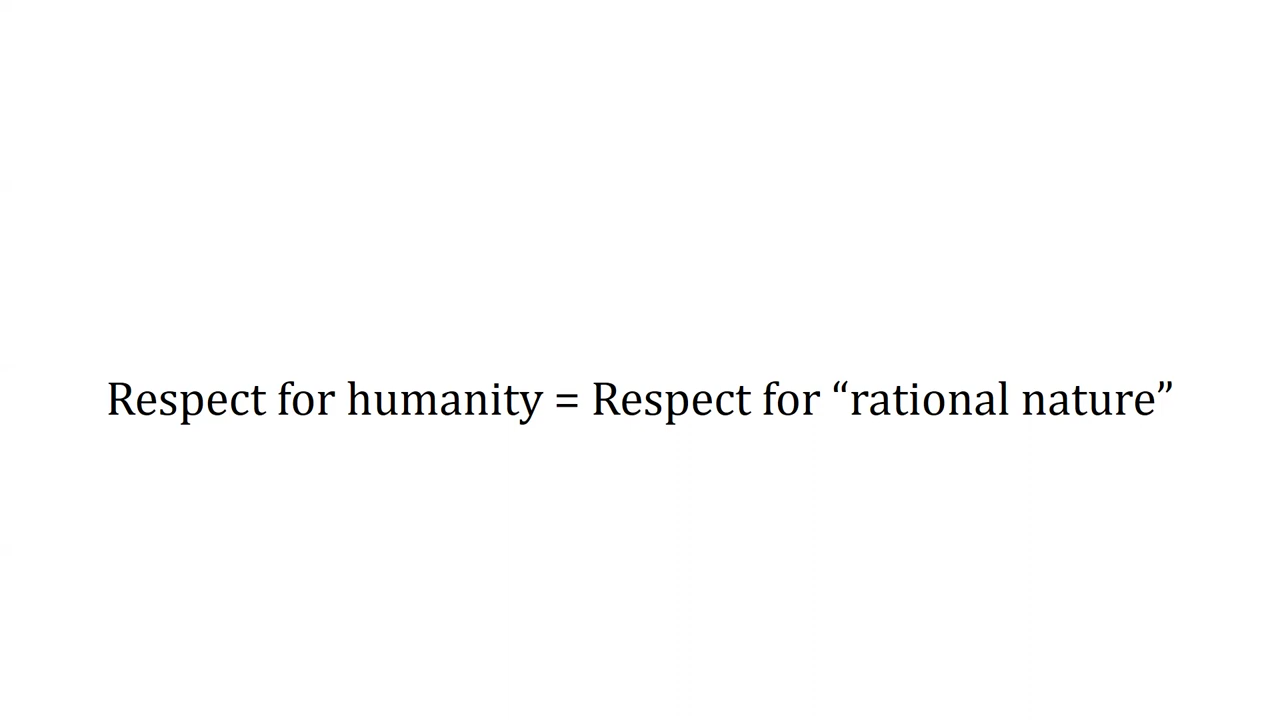 Respect for humanity = Respect for “rational nature”